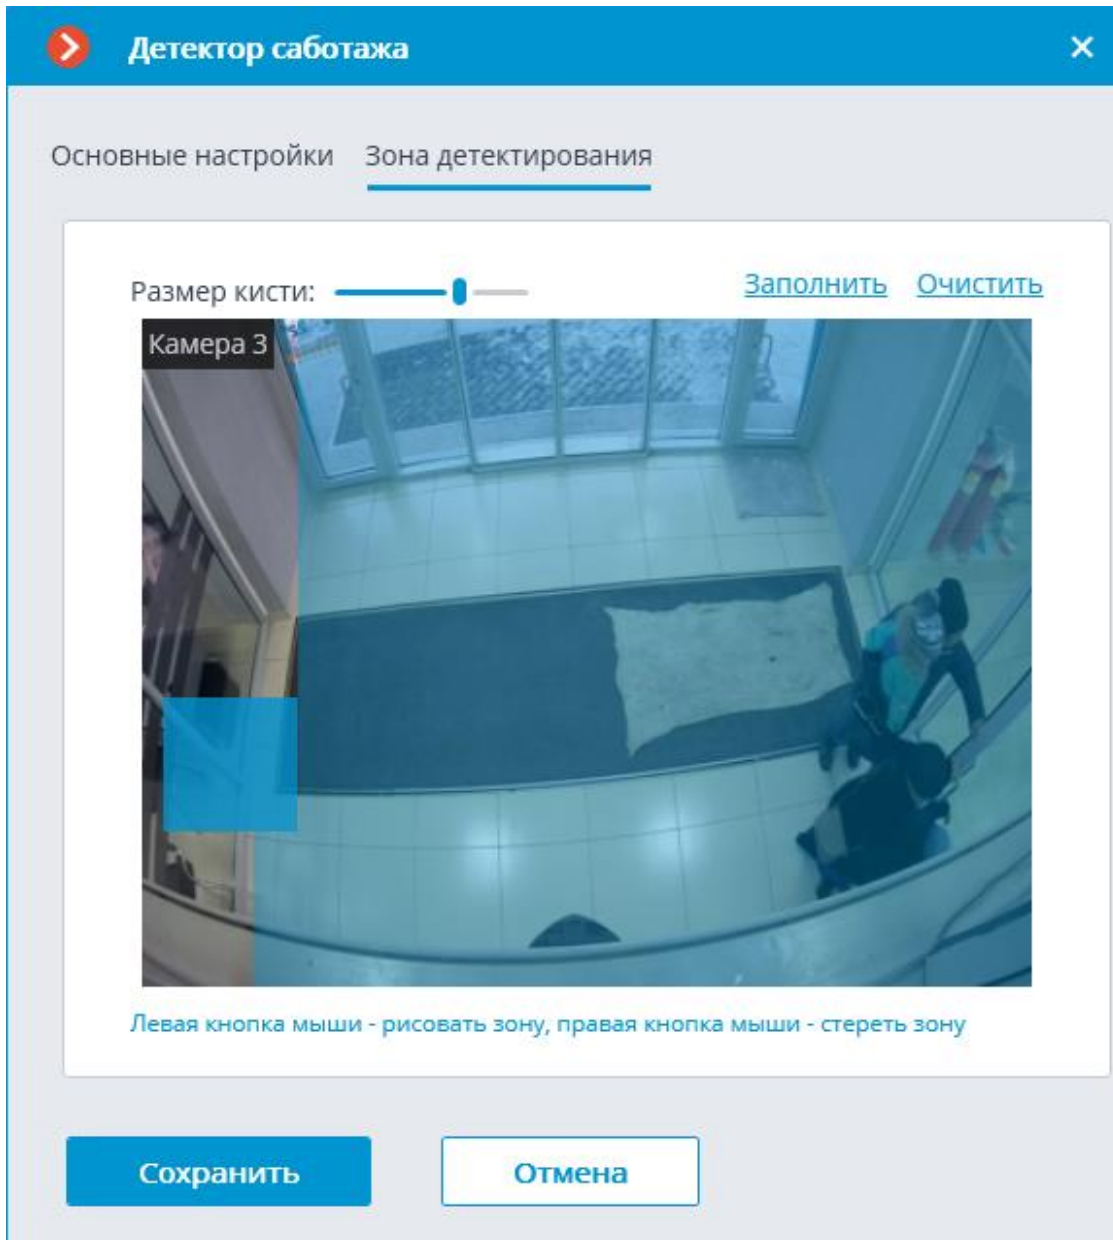 Детектор саботажа
Основные настройки Зона детектирования
Размер кисти: Заполнить Очистить
Камера 3
Левая кнопка мыши - рисовать зону, правая кнопка мыши - стереть зону
Сохранить Отмена